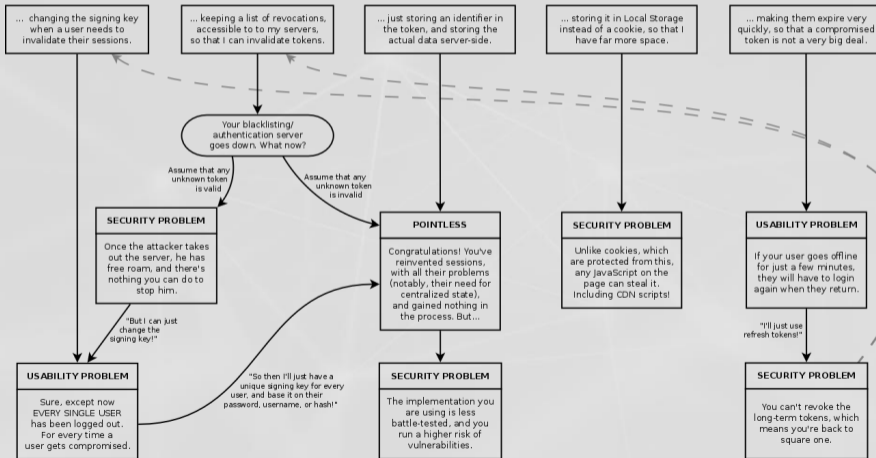 ... changing the signing key
when a user needs to
invalidate their sessions.
... keeping a list of revocations,
accessible to to my servers,
so that I can invalidate tokens.
... just storing an identifier in
the token, and storing the
actual data server-side.
... storing it in Local Storage
instead of a cookie, so that I
have far more space.
... making them expire very
quickly, so that a compromised
token is not a very big deal.
Your blacklisting/
authentication server
goes down. What now?
Assume that any
unknown token
is valid
Assume that any
unknown token
is invalid
SECURITY PROBLEM
Once the attacker takes
out the server, he has
free roam, and there's
nothing you can do to
stop him.
POINTLESS
Congratulations! You've
reinvented sessions,
with all their problems
(notably, their need for
centralized state),
and gained nothing in
the process. But...
SECURITY PROBLEM
Unlike cookies, which
are protected from this,
any JavaScript on the
page can steal it.
Including CDN scripts!
USABILITY PROBLEM
If your user goes offline
for just a few minutes,
they will have to login
again when they return.
"But I can just
change the
signing key!"
"I'll just use
refresh tokens!"
USABILITY PROBLEM
Sure, except now
EVERY SINGLE USER
has been logged out.
For every time a
user gets compromised.
"So then I'll just have a
unique signing key for every
user, and base it on their
password, username, or hash!"
SECURITY PROBLEM
The implementation you
are using is less
battle-tested, and you
run a higher risk of
vulnerabilities.
SECURITY PROBLEM
You can't revoke the
long-term tokens, which
means you're back to
square one.